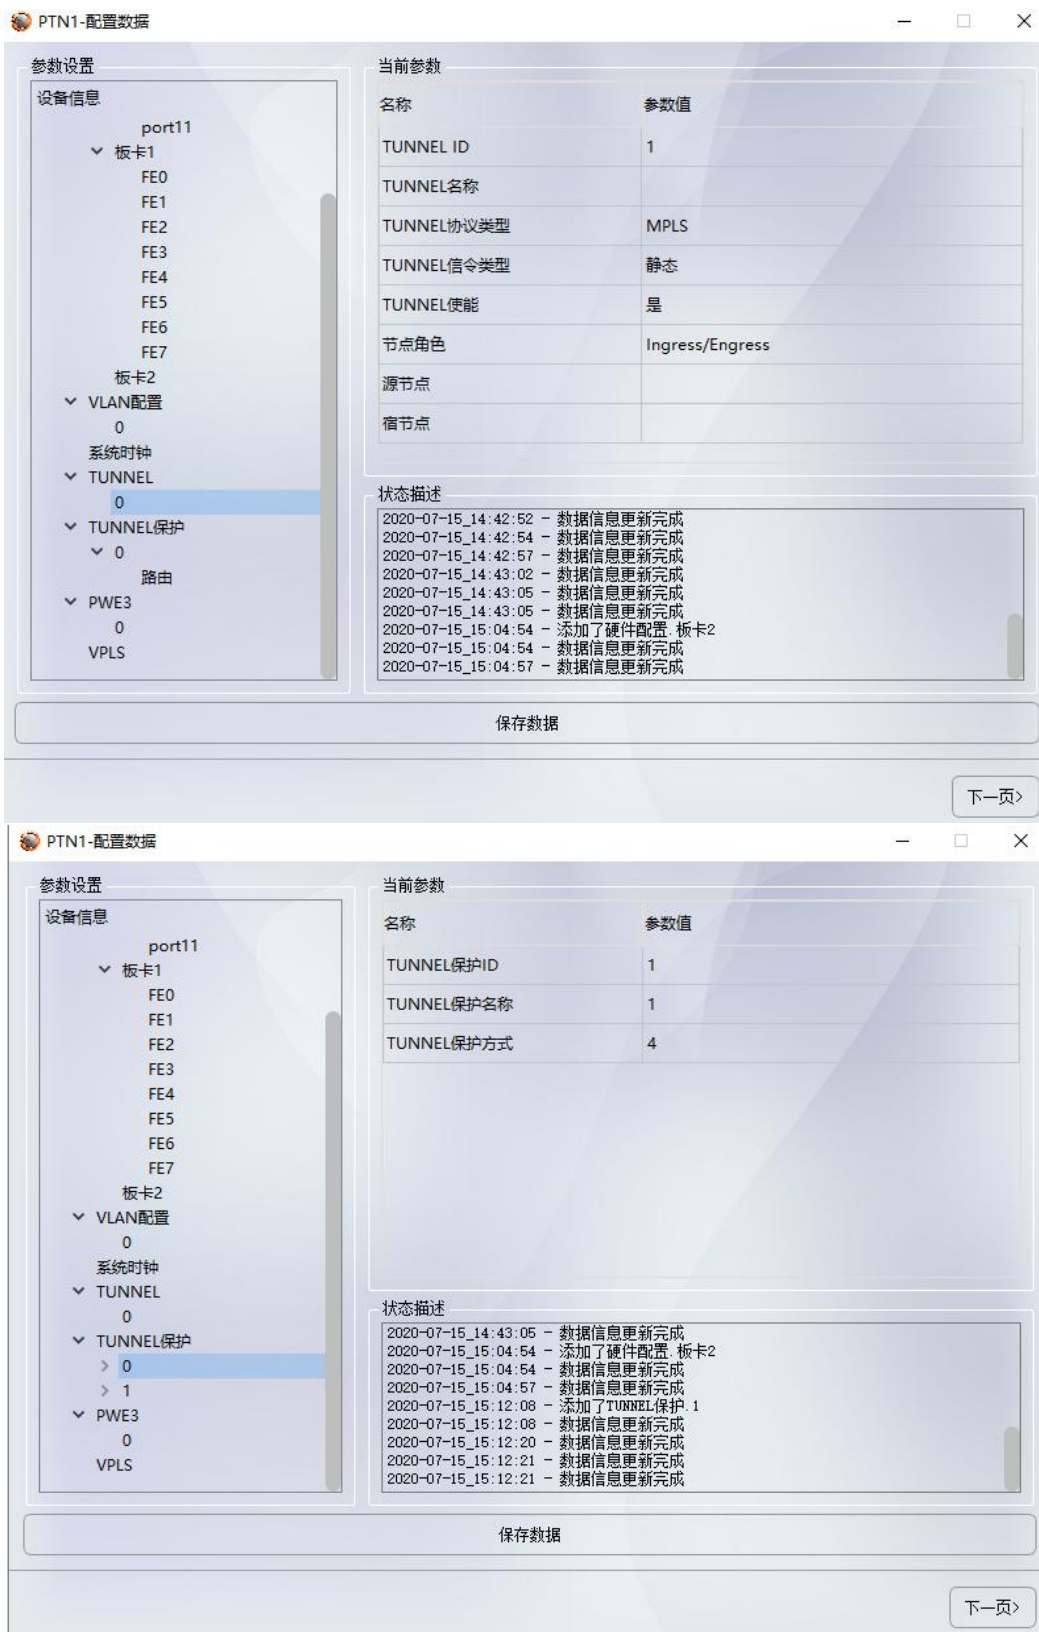 PTN1-配置数据
参数设置
设备信息
port11
板卡1
FE0
FE1
FE2
FE3
FE4
FE5
FE6
FE7
板卡2
VLAN配置
0
系统时钟
TUNNEL
0
TUNNEL保护
0
路由
PWE3
0
VPLS
当前参数
名称 参数值
TUNNEL ID 1
TUNNEL名称
TUNNEL协议类型 MPLS
TUNNEL信令类型 静态
TUNNEL使能 是
节点角色 Ingress/Engress
源节点
宿节点
状态描述
2020-07-15_14:42:52 - 数据信息更新完成
2020-07-15_14:42:54 - 数据信息更新完成
2020-07-15_14:42:57 - 数据信息更新完成
2020-07-15_14:43:02 - 数据信息更新完成
2020-07-15_14:43:05 - 数据信息更新完成
2020-07-15_14:43:05 - 数据信息更新完成
2020-07-15_15:04:54 - 添加了硬件配置.板卡2
2020-07-15_15:04:54 - 数据信息更新完成
2020-07-15_15:04:57 - 数据信息更新完成
保存数据
下一页>
PTN1-配置数据
参数设置
设备信息
port11
板卡1
FE0
FE1
FE2
FE3
FE4
FE5
FE6
FE7
板卡2
VLAN配置
0
系统时钟
TUNNEL
0
TUNNEL保护
0
1
PWE3
0
VPLS
当前参数
名称 参数值
TUNNEL保护ID 1
TUNNEL保护名称 1
TUNNEL保护方式 4
状态描述
2020-07-15_14:43:05 - 数据信息更新完成
2020-07-15_15:04:54 - 添加了硬件配置.板卡2
2020-07-15_15:04:54 - 数据信息更新完成
2020-07-15_15:04:57 - 数据信息更新完成
2020-07-15_15:12:08 - 添加了TUNNEL保护.1
2020-07-15_15:12:08 - 数据信息更新完成
2020-07-15_15:12:20 - 数据信息更新完成
2020-07-15_15:12:21 - 数据信息更新完成
2020-07-15_15:12:21 - 数据信息更新完成
保存数据
下一页>